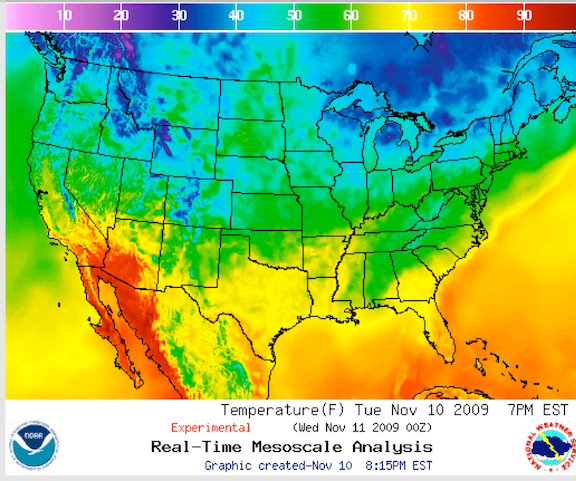 10 20 30 40 50 60 70 80 90
Temperature(F) Tue Nov 10 2009 7PM EST
Experimental (Wed Nov 11 2009 00Z)
Real-Time Mesoscale Analysis
Graphic created-Nov 10 8:15PM EST
noaa
NATIONAL WEATHER SERVICE